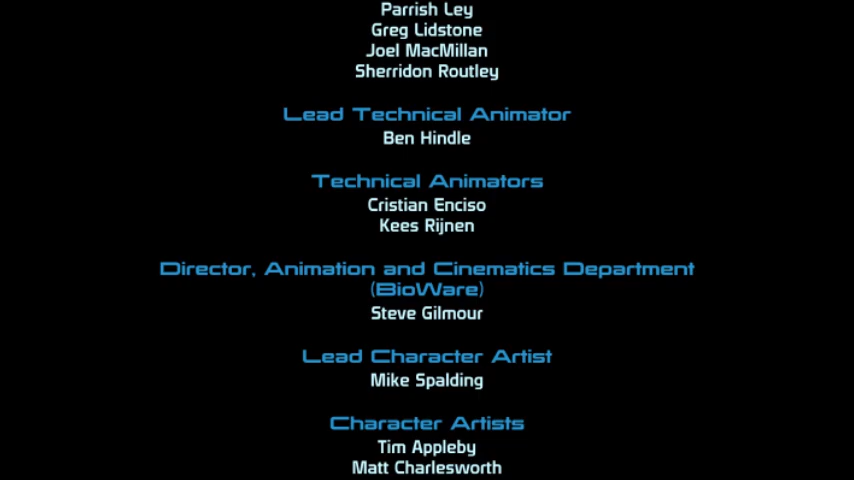 Parrish Ley
Greg Lidstone
Joel MacMillan
Sherridon Routley
Lead Technical Animator
Ben Hindle
Technical Animators
Cristian Enciso
Kees Rijnen
Director, Animation and Cinematics Department
(BioWare)
Steve Gilmour
Lead Character Artist
Mike Spalding
Character Artists
Tim Appleby
Matt Charlesworth